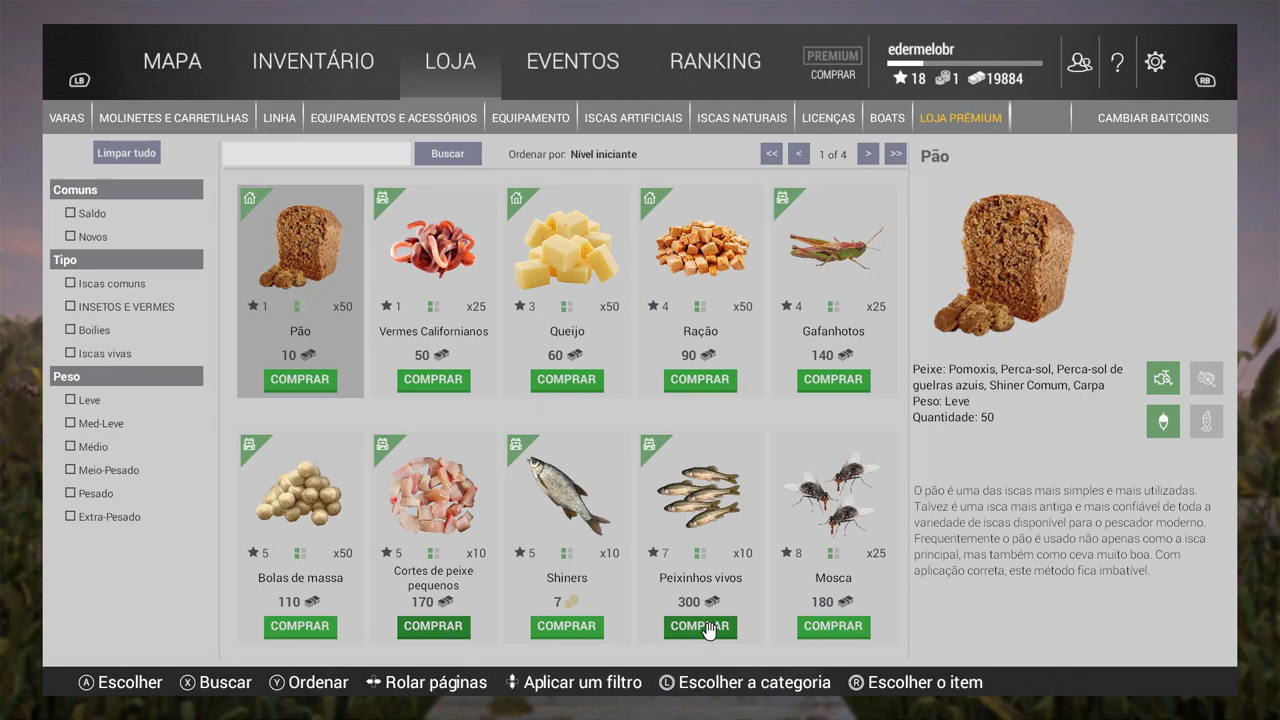 LB
MAPA
INVENTÁRIO
LOJA
EVENTOS
RANKING
PREMIUM
COMPRAR
edermelobr
18 1 19884
?
RB
VARAS
MOLINETES E CARRETILHAS
LINHA
EQUIPAMENTOS E ACESSÓRIOS
EQUIPAMENTO
ISCAS ARTIFICIAIS
ISCAS NATURAIS
LICENÇAS
BOATS
LOJA PRÉMIUM
CAMBIAR BAITCOINS
Limpar tudo
Comuns
Saldo
Novos
Tipo
Iscas comuns
INSETOS E VERMES
Boilies
Iscas vivas
Peso
Leve
Med-Leve
Médio
Meio-Pesado
Pesado
Extra-Pesado
Buscar
Ordenar por: Nível iniciante
<< < 1 of 4 > >>
1 x50
Pão
10
COMPRAR
1 x25
Vermes Californianos
50
COMPRAR
3 x50
Queijo
60
COMPRAR
4 x50
Ração
90
COMPRAR
4 x25
Gafanhotos
140
COMPRAR
5 x50
Bolas de massa
110
COMPRAR
5 x10
Cortes de peixe
pequenos
170
COMPRAR
5 x10
Shiners
7
COMPRAR
7 x10
Peixinhos vivos
300
COMPRAR
8 x25
Mosca
180
COMPRAR
Pão
Peixe: Pomoxis, Perca-sol, Perca-sol de
guelras azuis, Shiner Comum, Carpa
Peso: Leve
Quantidade: 50
O pão é uma das iscas mais simples e mais utilizadas.
Talvez é uma isca mais antiga e mais confiável de toda a
variedade de iscas disponível para o pescador moderno.
Frequentemente o pão é usado não apenas como a isca
principal, mas também como ceva muito boa. Com
aplicação correta, este método fica imbatível.
A Escolher
X Buscar
Y Ordenar
Rolar páginas
Aplicar um filtro
L Escolher a categoria
R Escolher o item